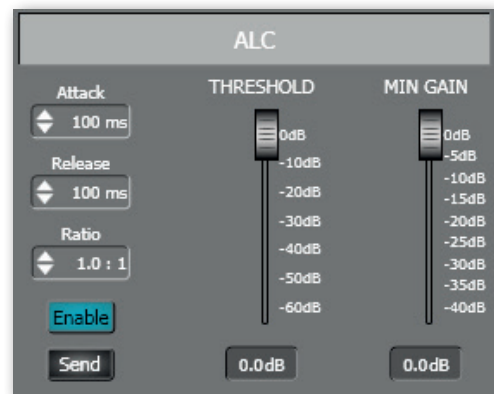 ALC
Attack
100 ms
Release
100 ms
Ratio
1.0 : 1
Enable
Send
THRESHOLD
0dB
-10dB
-20dB
-30dB
-40dB
-50dB
-60dB
0.0dB
MIN GAIN
0dB
-5dB
-10dB
-15dB
-20dB
-25dB
-30dB
-35dB
-40dB
0.0dB